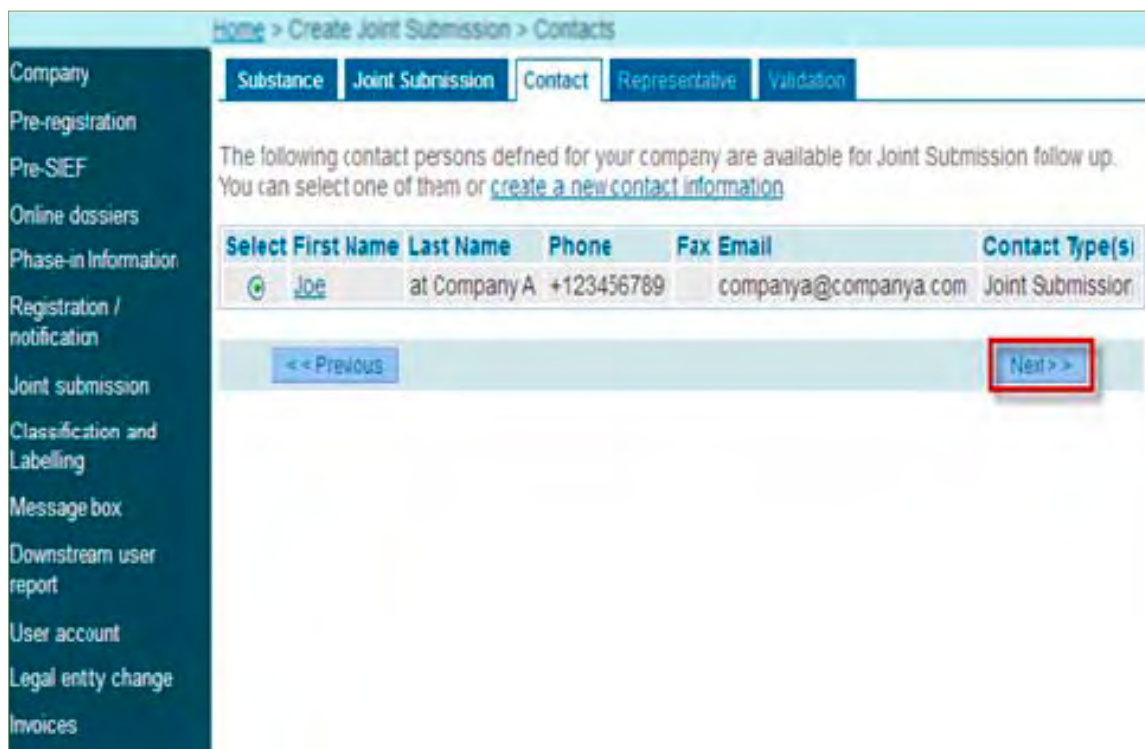 Home > Create Joint Submission > Contacts
Company
Pre-registration
Pre-SIEF
Online dossiers
Phase-in Information
Registration /
notification
Joint submission
Classification and
Labelling
Message box
Downstream user
report
User account
Legal entity change
Invoices
Substance Joint Submission Contact Representative Validation
The following contact persons defined for your company are available for Joint Submission follow up.
You can select one of them or create a new contact information
Select First Name Last Name Phone Fax Email Contact Type(s
Joe at Company A +123456789 companya@companya.com Joint Submission
<< Previous Next >>